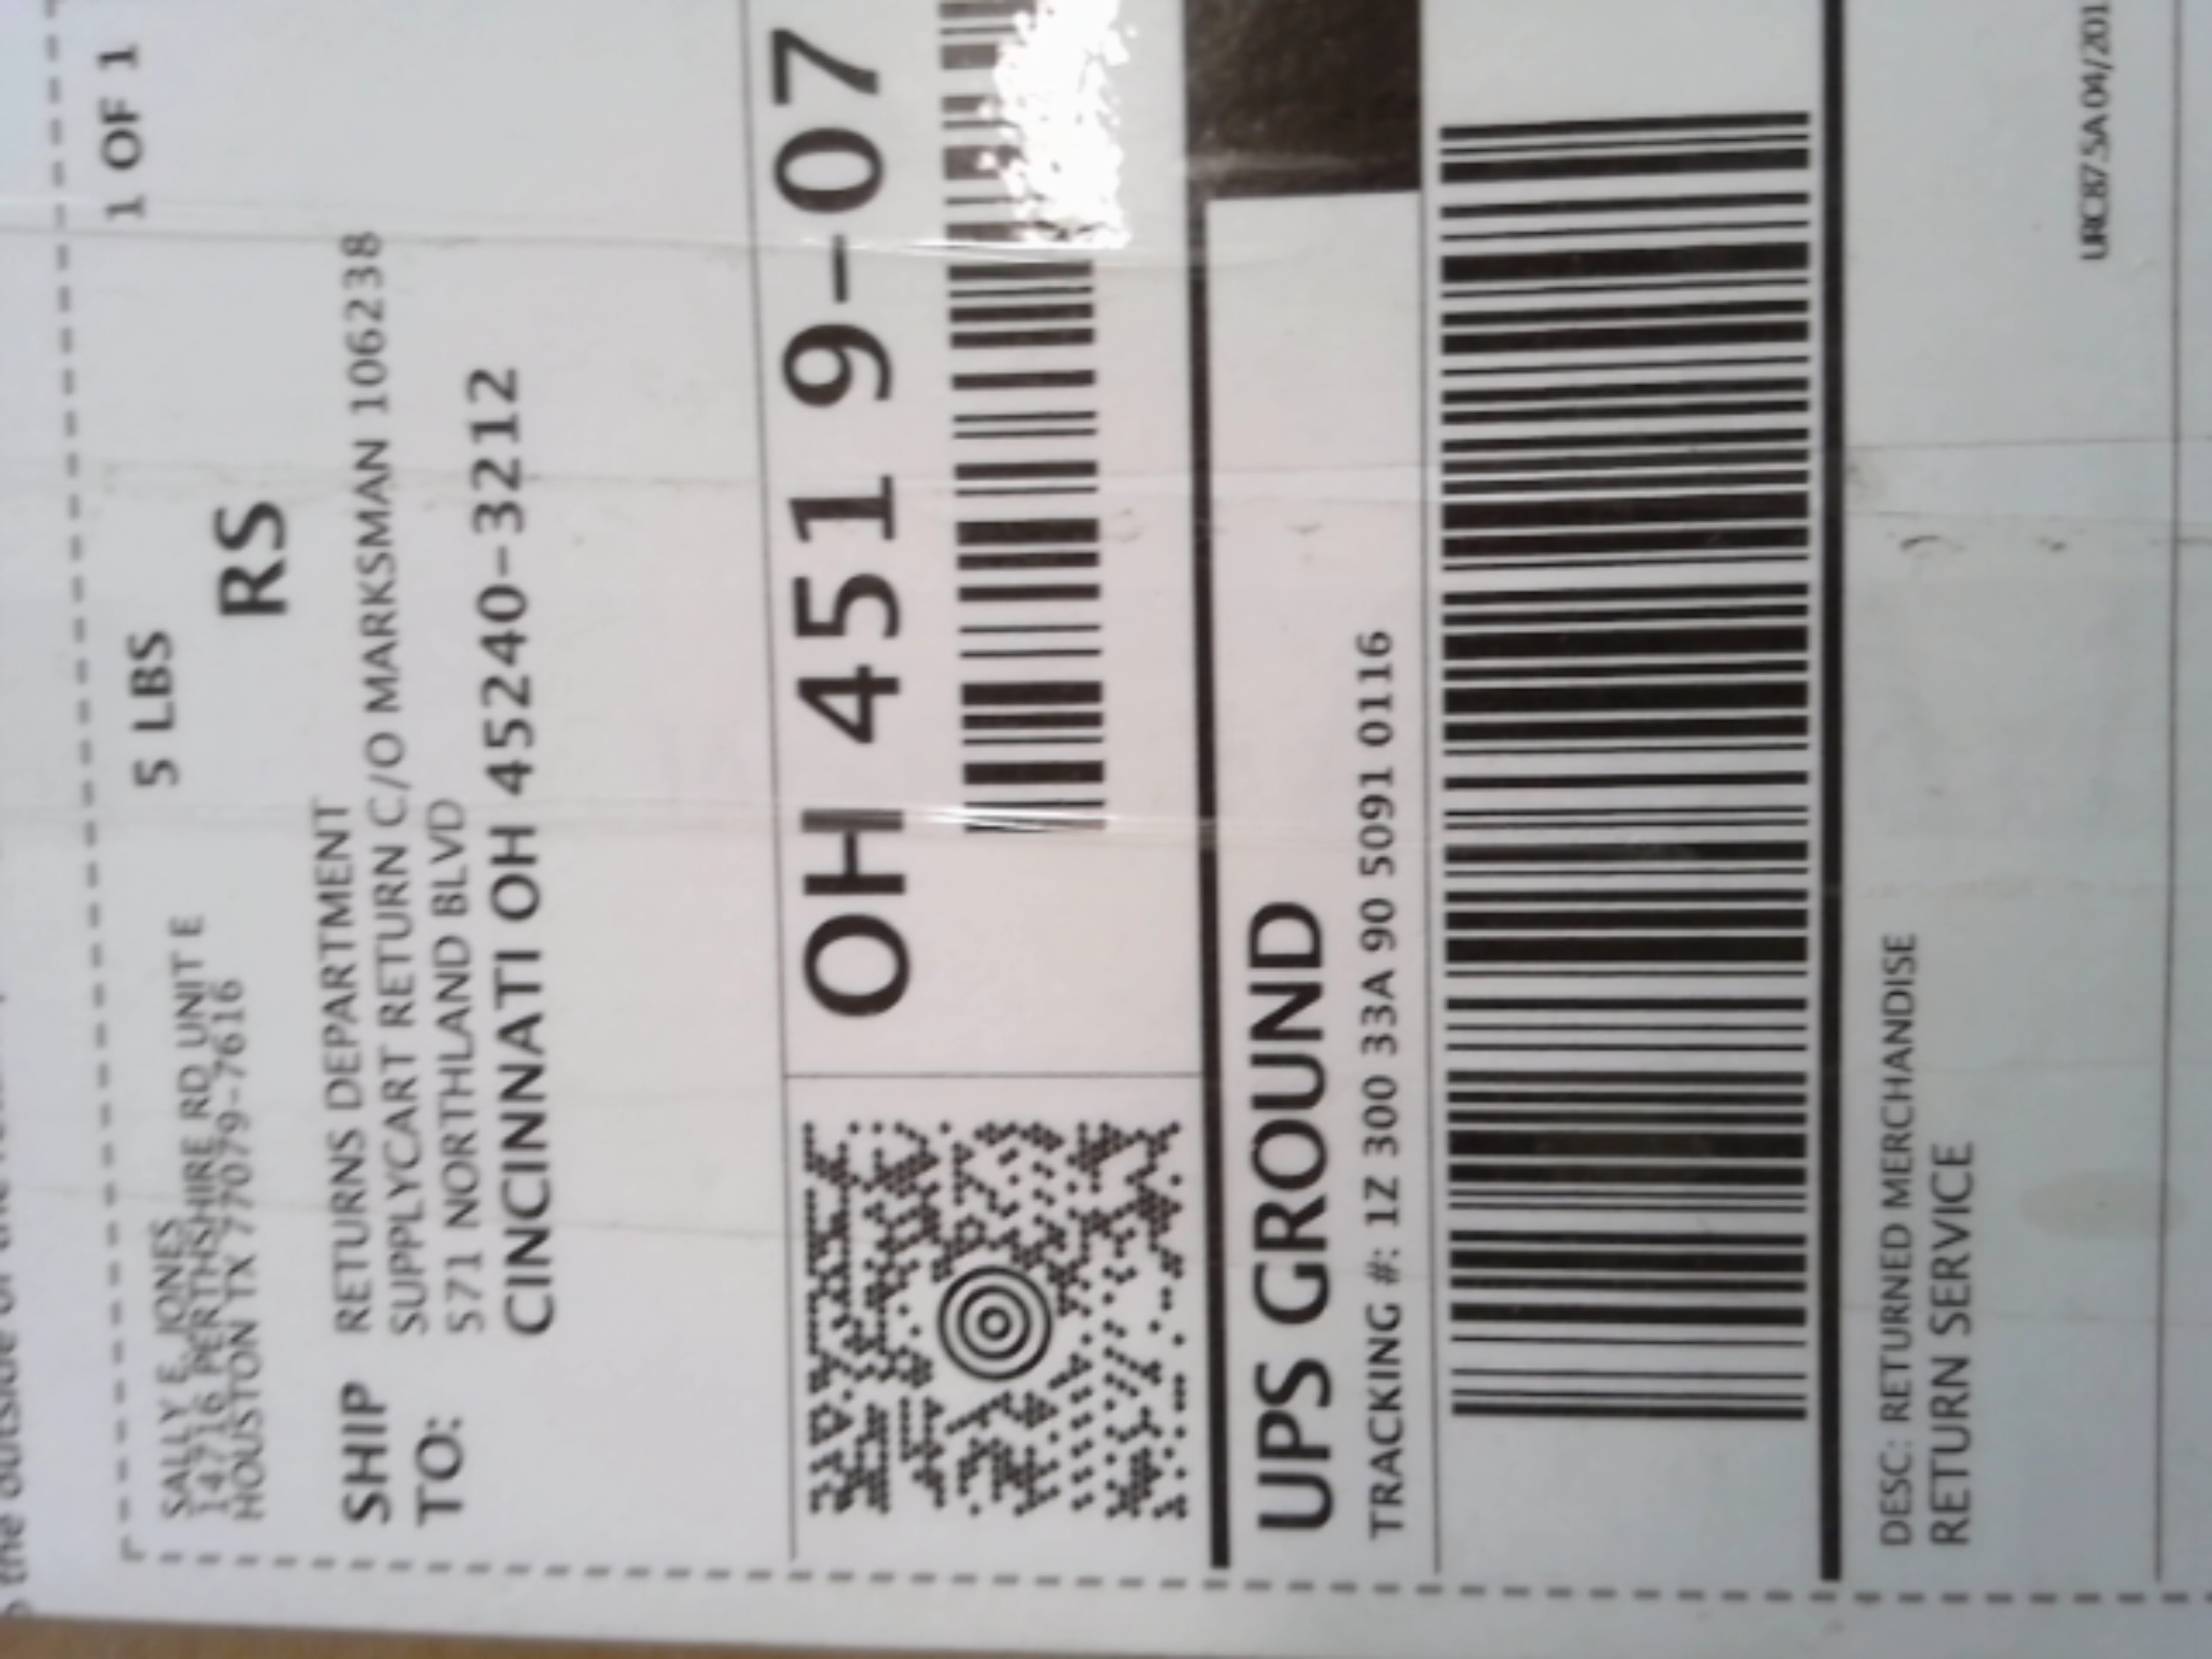 SALLY E. JONES
14716 PERTHSHIRE RD UNIT E
HOUSTON TX 77079-7616
5 LBS
1 OF 1
RS
SHIP TO:
RETURNS DEPARTMENT
SUPPLYCART RETURN C/O MARKSMAN 106238
571 NORTHLAND BLVD
CINCINNATI OH 45240-3212
OH 451 9-07
UPS GROUND
TRACKING #: 1Z 300 33A 90 5091 0116
DESC: RETURNED MERCHANDISE
RETURN SERVICE